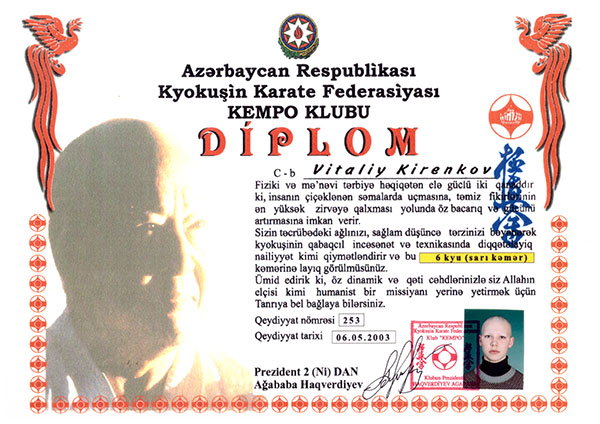 Azərbaycan Respublikası
Kyokuşin Karate Federasiyası
KEMPO KLUBU
DİPLOM
C-b Vitaliy Kirenkov
Fiziki və mə'nəvi tərbiyə həqiqətən elə güclü iki qanaddır
ki, insanın çiçəklənən səmalarda uçmasına, təmiz fikirlərinin
ən yüksək zirvəyə qalxması yolunda öz bacarıq və gücünü
artırmasına imkan verir.
Sizin təcrübədəki ağlınızı, sağlam düşüncə tərzinizi bəyənərək
kyokuşinin qabaqcıl incəsənət və texnikasında diqqətəlayiq
nailiyyət kimi qiymətləndirir və bu 6 kyu (sarı kəmər)
kəmərinə layiq görülmüsünüz.
Ümid edirik ki, öz dinamik və qəti cəhdlərinizlə siz Allahın
elçisi kimi humanist bir missiyanı yerinə yetirmək üçün
Tanrıya bel bağlaya bilərsiniz.
Qeydiyyat nömrəsi 253
Qeydiyyat tarixi 06.05.2003
Prezident 2 (Ni) DAN
Ağababa Haqverdiyev
極真会
Azərbaycan Respublikası
Kyokuşin Karate Federasiyası
Klub "KEMPO"
Klubun Prezidenti